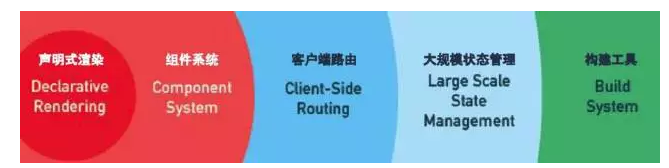 声明式渲染
Declarative
Rendering
组件系统
Component
System
客户端路由
Client-Side
Routing
大规模状态管理
Large Scale
State
Management
构建工具
Build
System